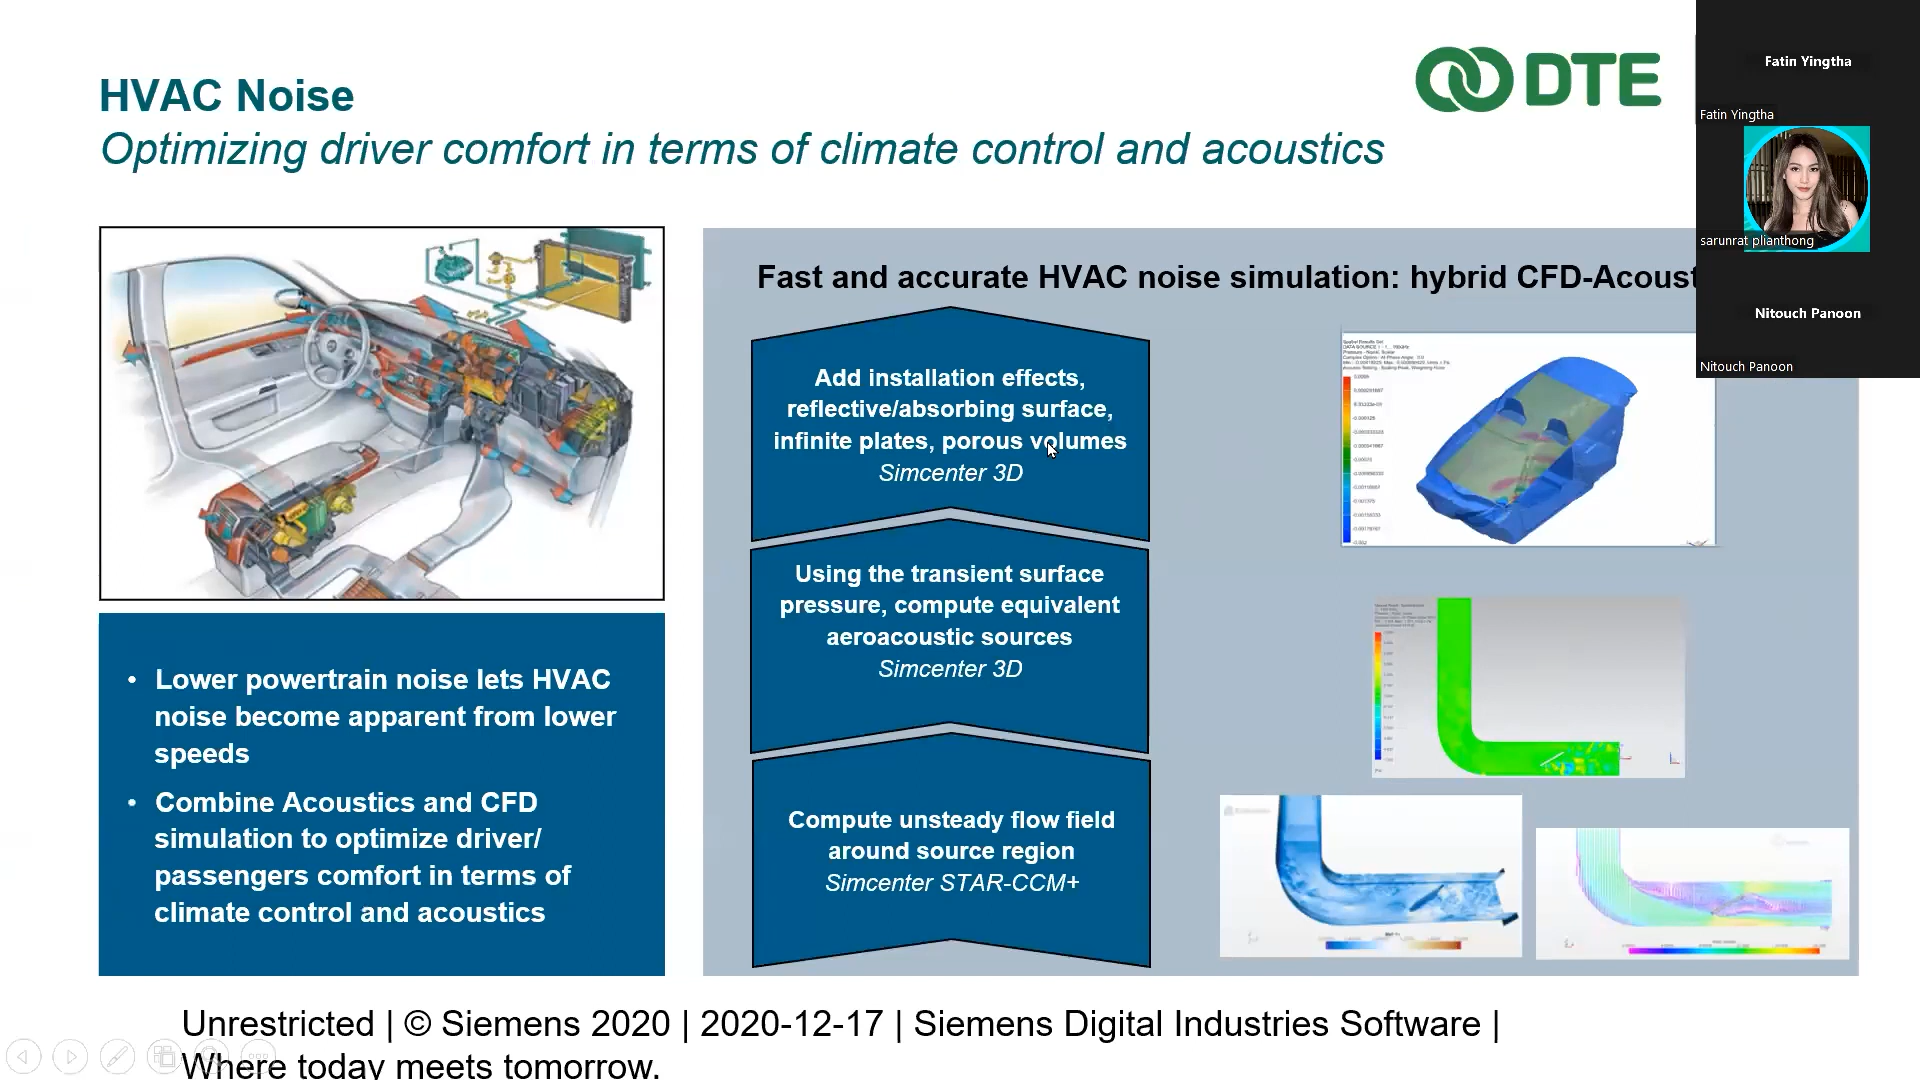 HVAC Noise
Optimizing driver comfort in terms of climate control and acoustics
DTE
Fatin Yingtha
Fatin Yingtha
sarunrat plianthong
Nitouch Panoon
Nitouch Panoon
Fast and accurate HVAC noise simulation: hybrid CFD-Acoust
Add installation effects,
reflective/absorbing surface,
infinite plates, porous volumes
Simcenter 3D
Using the transient surface
pressure, compute equivalent
aeroacoustic sources
Simcenter 3D
Compute unsteady flow field
around source region
Simcenter STAR-CCM+
• Lower powertrain noise lets HVAC
noise become apparent from lower
speeds
• Combine Acoustics and CFD
simulation to optimize driver/
passengers comfort in terms of
climate control and acoustics
Unrestricted | © Siemens 2020 | 2020-12-17 | Siemens Digital Industries Software |
Where today meets tomorrow.